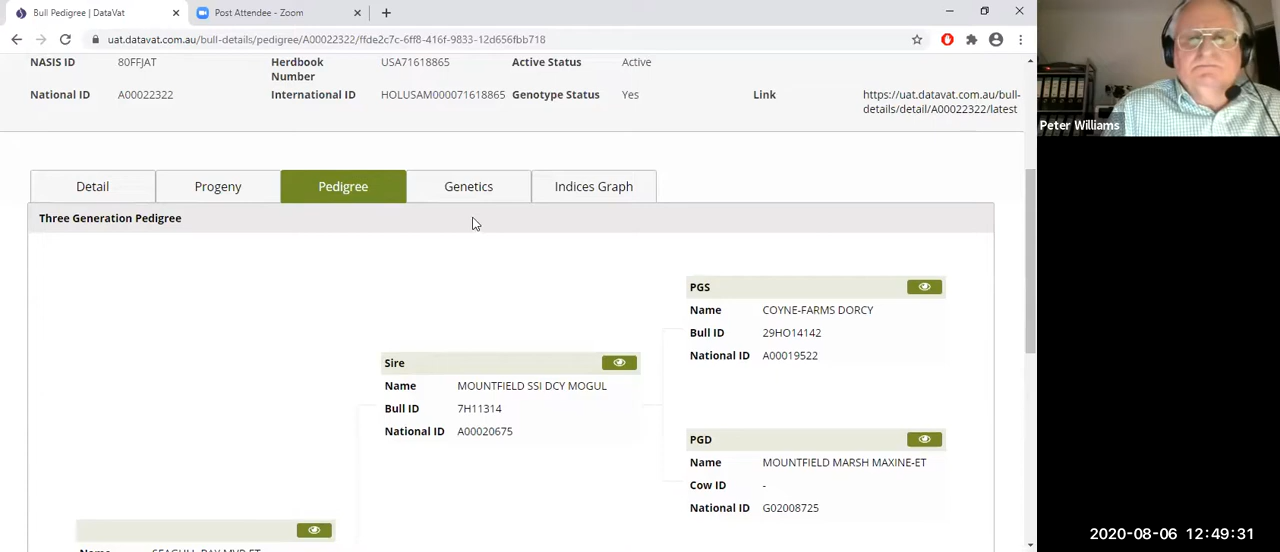 Bull Pedigree | DataVat
Post Attendee - Zoom
uat.datavat.com.au/bull-details/pedigree/A00022322/ffde2c7c-6ff8-416f-9833-12d656fbb718
NASIS ID 80FFJAT Herdbook Number USA71618865 Active Status Active
National ID A00022322 International ID HOLUSAM000071618865 Genotype Status Yes Link https://uat.datavat.com.au/bull-
details/detail/A00022322/latest
Peter Williams
Detail Progeny Pedigree Genetics Indices Graph
Three Generation Pedigree
PGS
Name COYNE-FARMS DORCY
Bull ID 29HO14142
National ID A00019522
Sire
Name MOUNTFIELD SSI DCY MOGUL
Bull ID 7H11314
National ID A00020675
PGD
Name MOUNTFIELD MARSH MAXINE-ET
Cow ID -
National ID G02008725
Name SEAGULL-BAY MVP-ET
2020-08-06 12:49:31